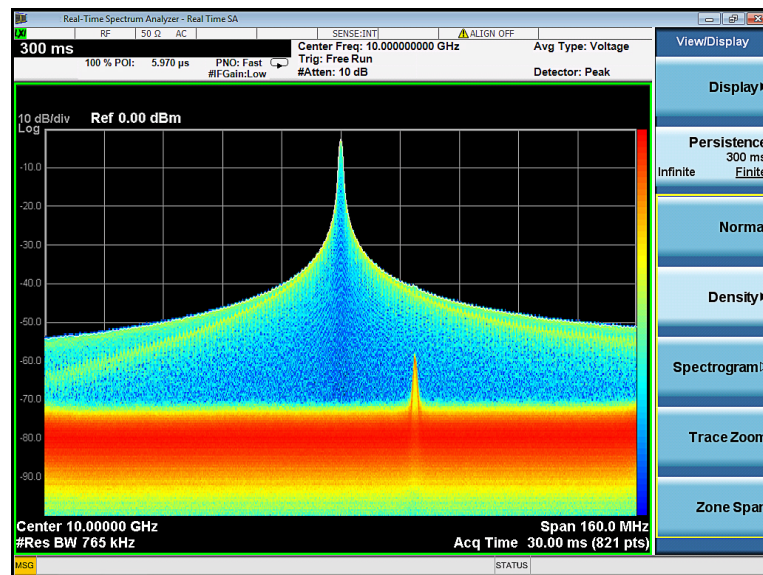 Real-Time Spectrum Analyzer - Real Time SA
LXI RF 50 Ω AC SENSE:INT ALIGN OFF
300 ms
Center Freq: 10.000000000 GHz
Avg Type: Voltage
Trig: Free Run
100 % POI: 5.970 µs
PNO: Fast
#IFGain:Low
#Atten: 10 dB
Detector: Peak
10 dB/div Ref 0.00 dBm
Log
-10.0
-20.0
-30.0
-40.0
-50.0
-60.0
-70.0
-80.0
-90.0
Center 10.00000 GHz
Span 160.0 MHz
#Res BW 765 kHz
Acq Time 30.00 ms (821 pts)
MSG
STATUS
View/Display
Display
Persistence
300 ms
Infinite Finite
Norma
Density
Spectrogram
Trace Zoom
Zone Span